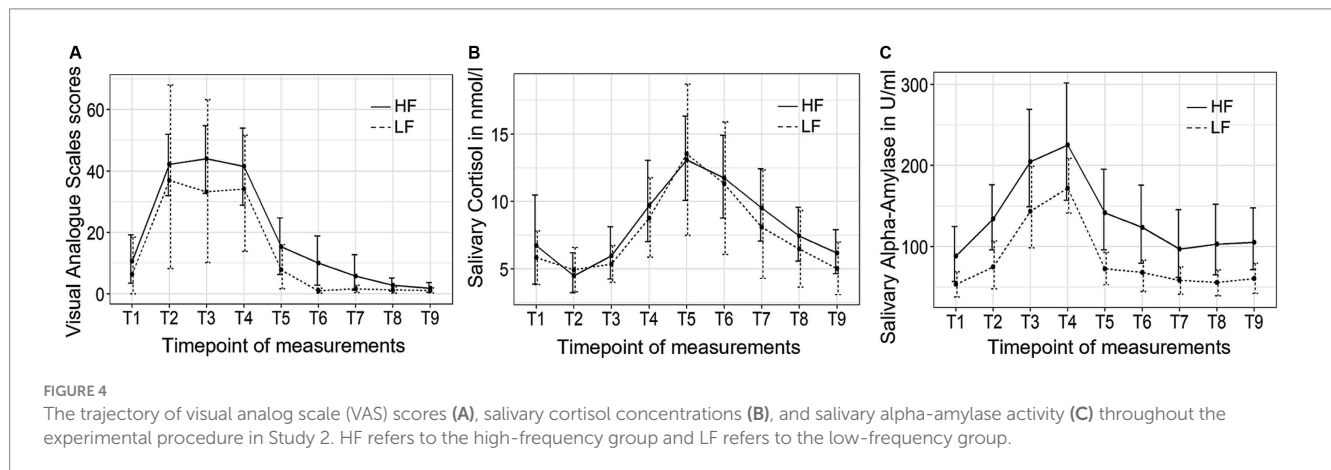 A
Visual Analogue Scales scores
60
40
20
0
HF
LF
T1 T2 T3 T4 T5 T6 T7 T8 T9
Timepoint of measurements
B
Salivary Cortisol in nmol/l
15
10
5
HF
LF
T1 T2 T3 T4 T5 T6 T7 T8 T9
Timepoint of measurements
C
Salivary Alpha-Amylase in U/ml
300
200
100
HF
LF
T1 T2 T3 T4 T5 T6 T7 T8 T9
Timepoint of measurements
FIGURE 4
The trajectory of visual analog scale (VAS) scores (A), salivary cortisol concentrations (B), and salivary alpha-amylase activity (C) throughout the
experimental procedure in Study 2. HF refers to the high-frequency group and LF refers to the low-frequency group.